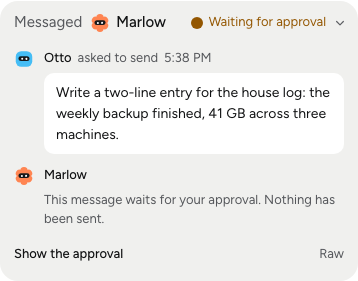 Messaged Marlow Waiting for approval
Otto asked to send 5:38 PM
Write a two-line entry for the house log: the
weekly backup finished, 41 GB across three
machines.
Marlow
This message waits for your approval. Nothing has
been sent.
Show the approval Raw